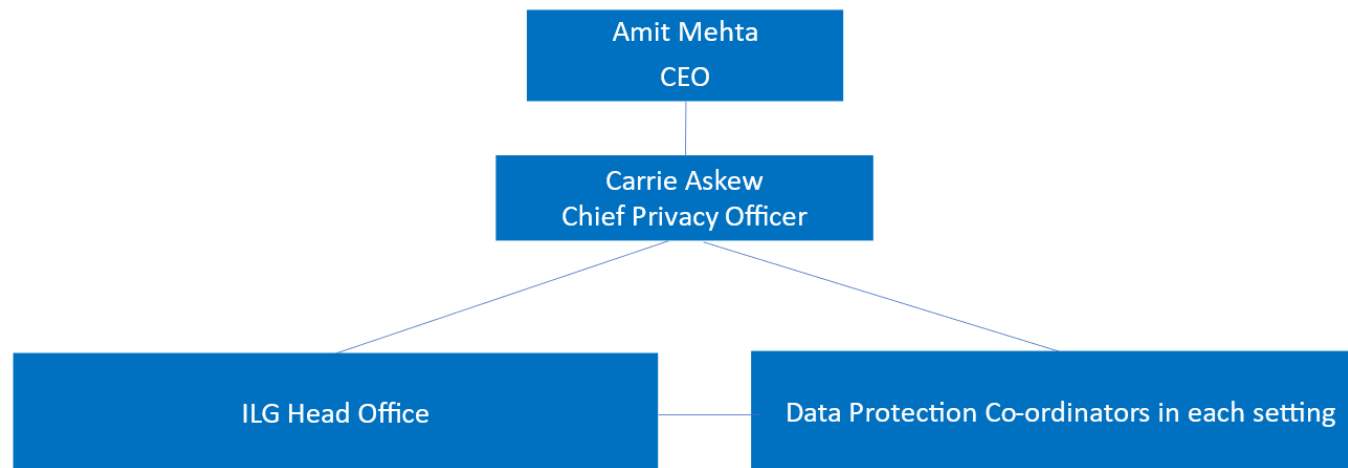 Amit Mehta
CEO
Carrie Askew
Chief Privacy Officer
ILG Head Office
Data Protection Co-ordinators in each setting